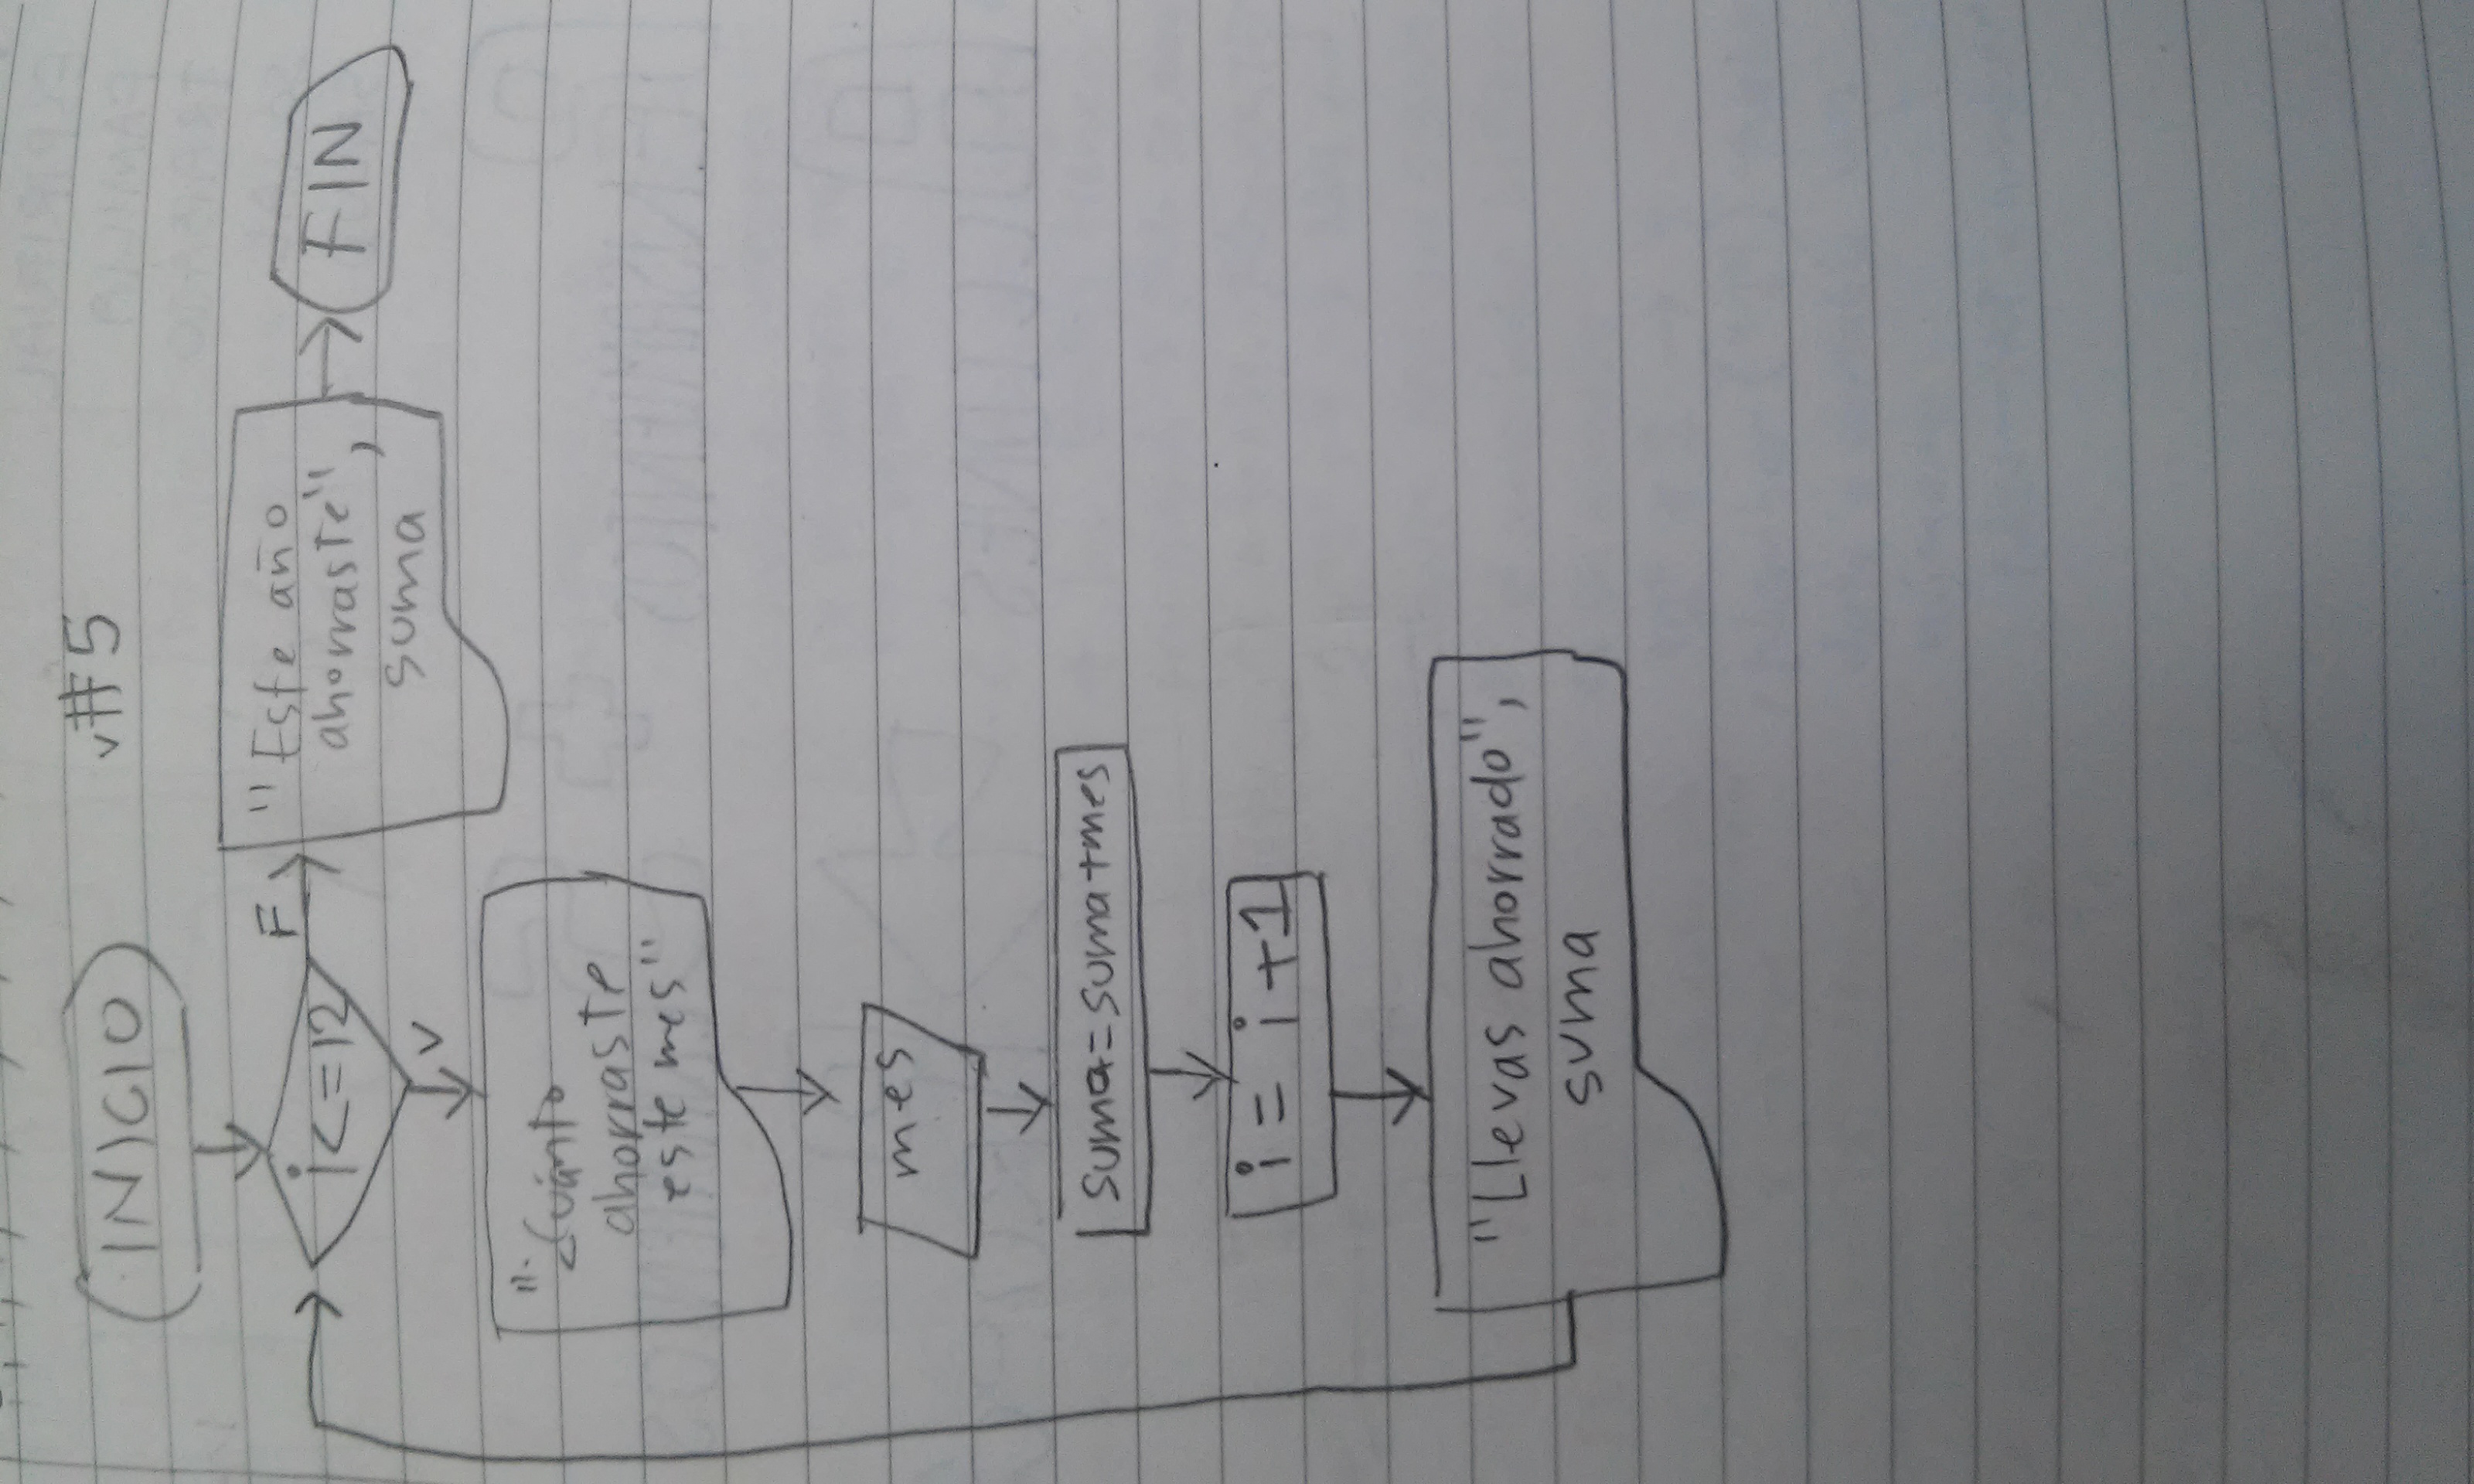 INICIO
#5
i<=12
F
"Este año
ahorraste",
suma
FIN
V
"¿Cuánto
ahorraste
este mes"
mes
suma=suma+mes
i = i+1
"Llevas ahorrado",
suma